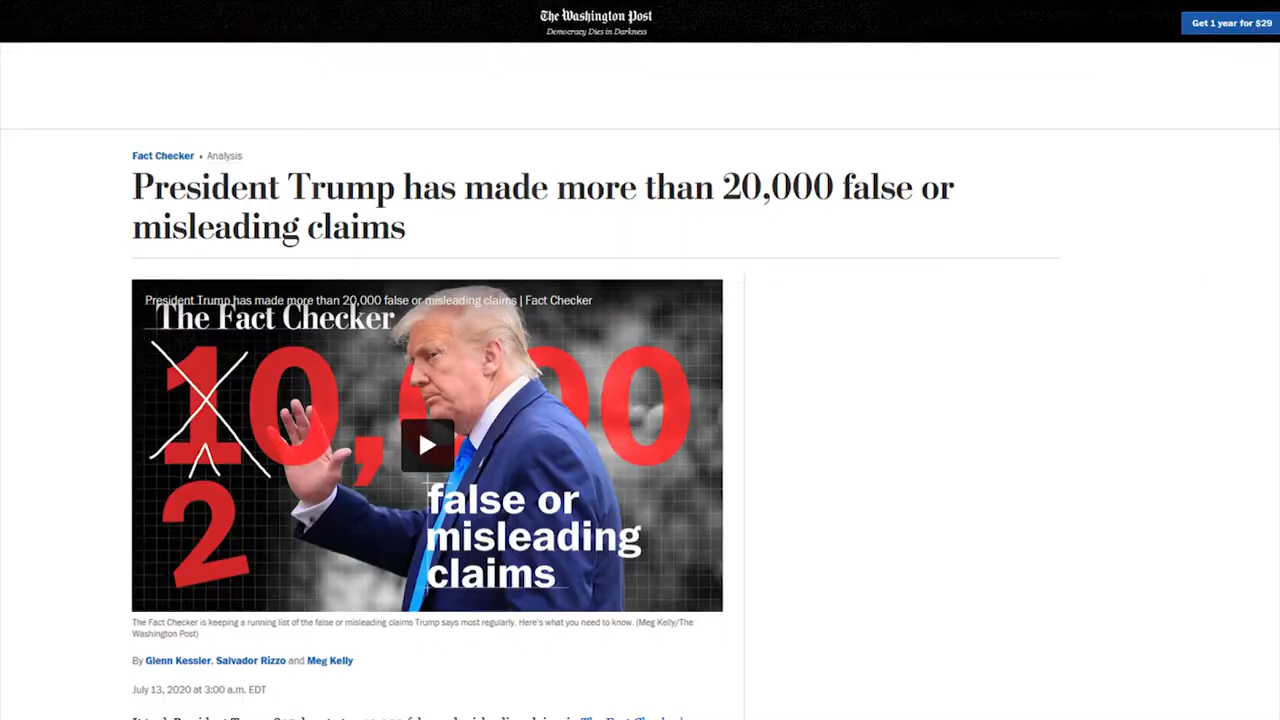 The Washington Post
Democracy Dies in Darkness
Get 1 year for $29
Fact Checker • Analysis
President Trump has made more than 20,000 false or
misleading claims
President Trump has made more than 20,000 false or misleading claims | Fact Checker
The Fact Checker
10,000
2
false or
misleading
claims
The Fact Checker is keeping a running list of the false or misleading claims Trump says most regularly. Here's what you need to know. (Meg Kelly/The
Washington Post)
By Glenn Kessler, Salvador Rizzo and Meg Kelly
July 13, 2020 at 3:00 a.m. EDT